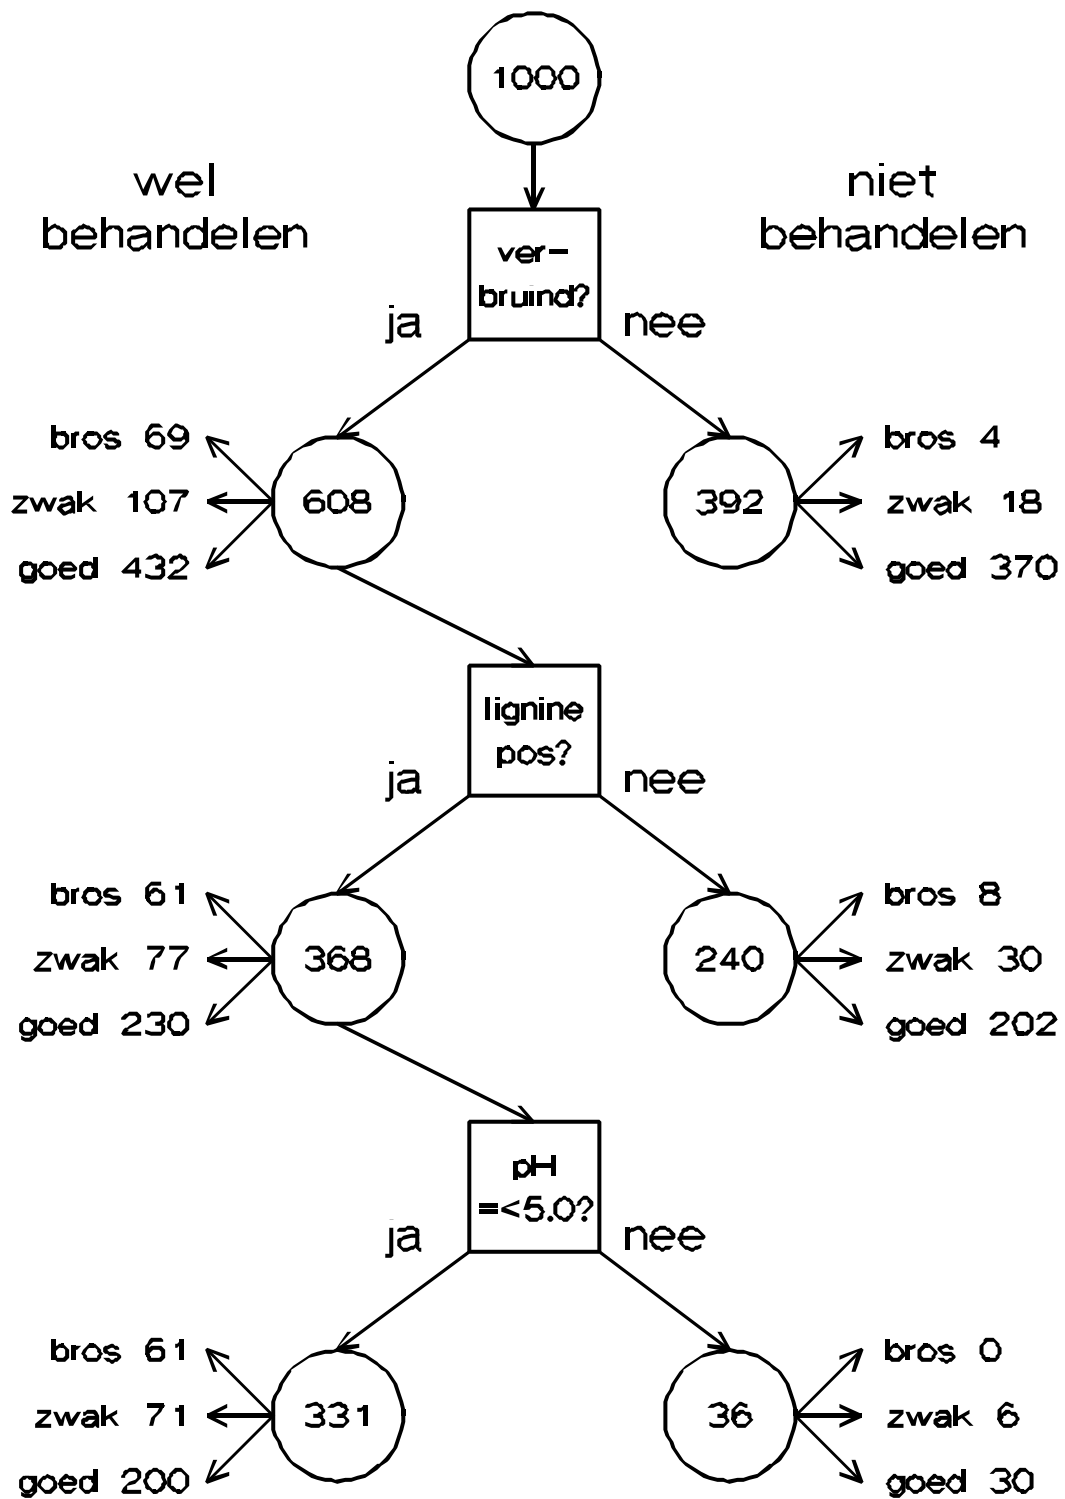 1000
wel
behandelen
niet
behandelen
ver-
bruind?
ja
nee
bros 69
zwak 107
goed 432
608
392
bros 4
zwak 18
goed 370
lignine
pos?
ja
nee
bros 61
zwak 77
goed 230
368
240
bros 8
zwak 30
goed 202
pH
=<5.0?
ja
nee
bros 61
zwak 71
goed 200
331
36
bros 0
zwak 6
goed 30